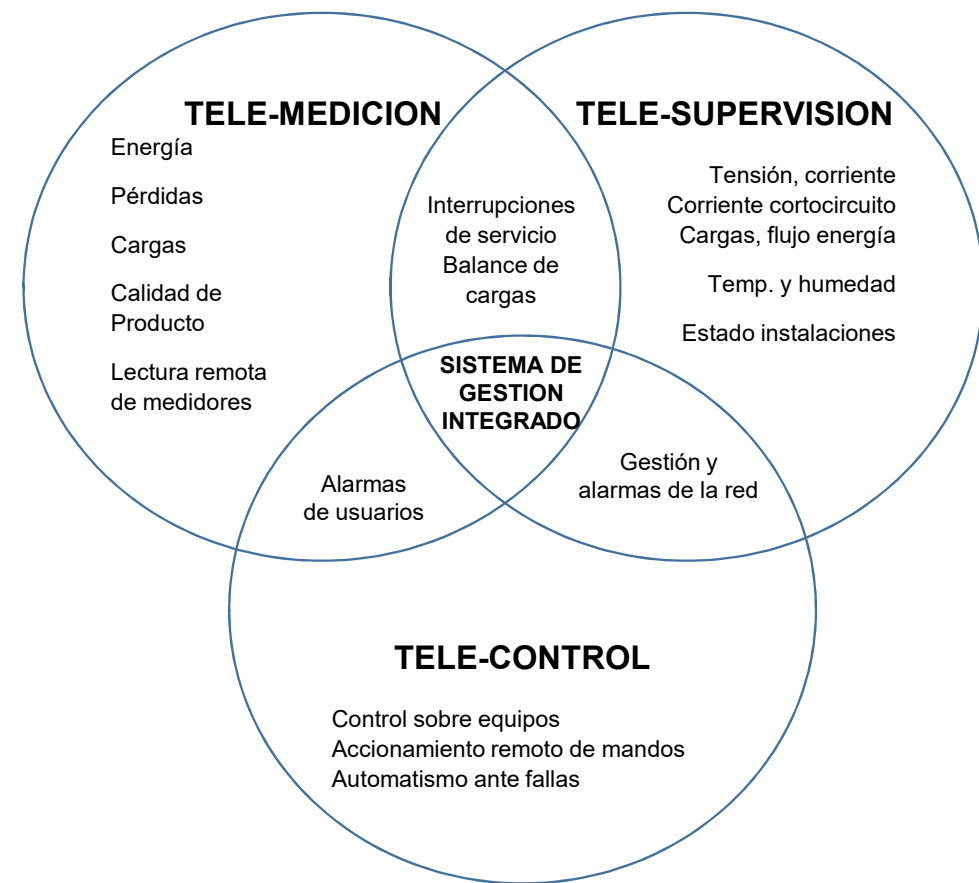 TELE-MEDICION
Energía
Pérdidas
Cargas
Calidad de
Producto
Lectura remota
de medidores
TELE-SUPERVISION
Tensión, corriente
Corriente cortocircuito
Cargas, flujo energía
Temp. y humedad
Estado instalaciones
Interrupciones
de servicio
Balance de
cargas
SISTEMA DE
GESTION
INTEGRADO
Alarmas
de usuarios
Gestión y
alarmas de la red
TELE-CONTROL
Control sobre equipos
Accionamiento remoto de mandos
Automatismo ante fallas